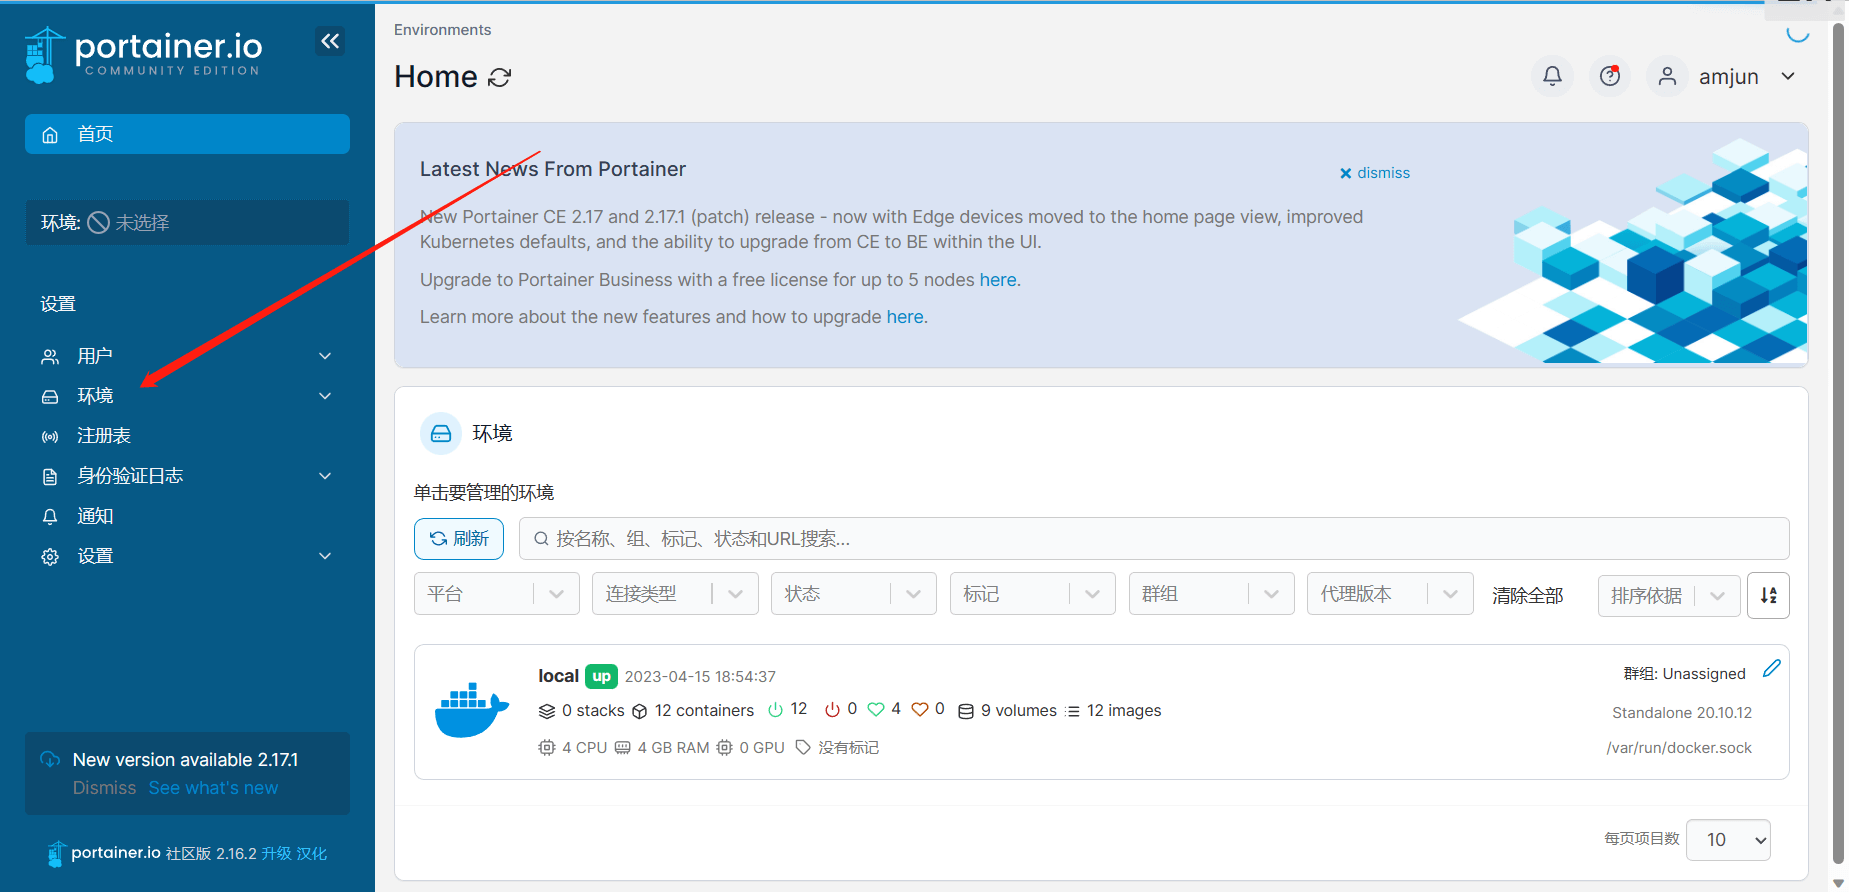 portainer.io
COMMUNITY EDITION
首页
环境: 未选择
设置
用户
环境
注册表
身份验证日志
通知
设置
New version available 2.17.1
Dismiss See what's new
portainer.io 社区版 2.16.2 升级 汉化
Environments
Home
amjun
Latest News From Portainer
dismiss
New Portainer CE 2.17 and 2.17.1 (patch) release - now with Edge devices moved to the home page view, improved
Kubernetes defaults, and the ability to upgrade from CE to BE within the UI.
Upgrade to Portainer Business with a free license for up to 5 nodes here.
Learn more about the new features and how to upgrade here.
环境
单击要管理的环境
刷新
按名称、组、标记、状态和URL搜索...
平台 连接类型 状态 标记 群组 代理版本 清除全部 排序依据
local up 2023-04-15 18:54:37
群组: Unassigned
0 stacks 12 containers 12 0 4 0 9 volumes 12 images
Standalone 20.10.12
4 CPU 4 GB RAM 0 GPU 没有标记
/var/run/docker.sock
每页项目数 10